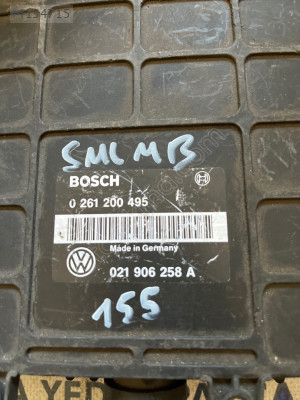 SML MB
BOSCH
0 261 200 495
Made in Germany
021 906 258 A
155